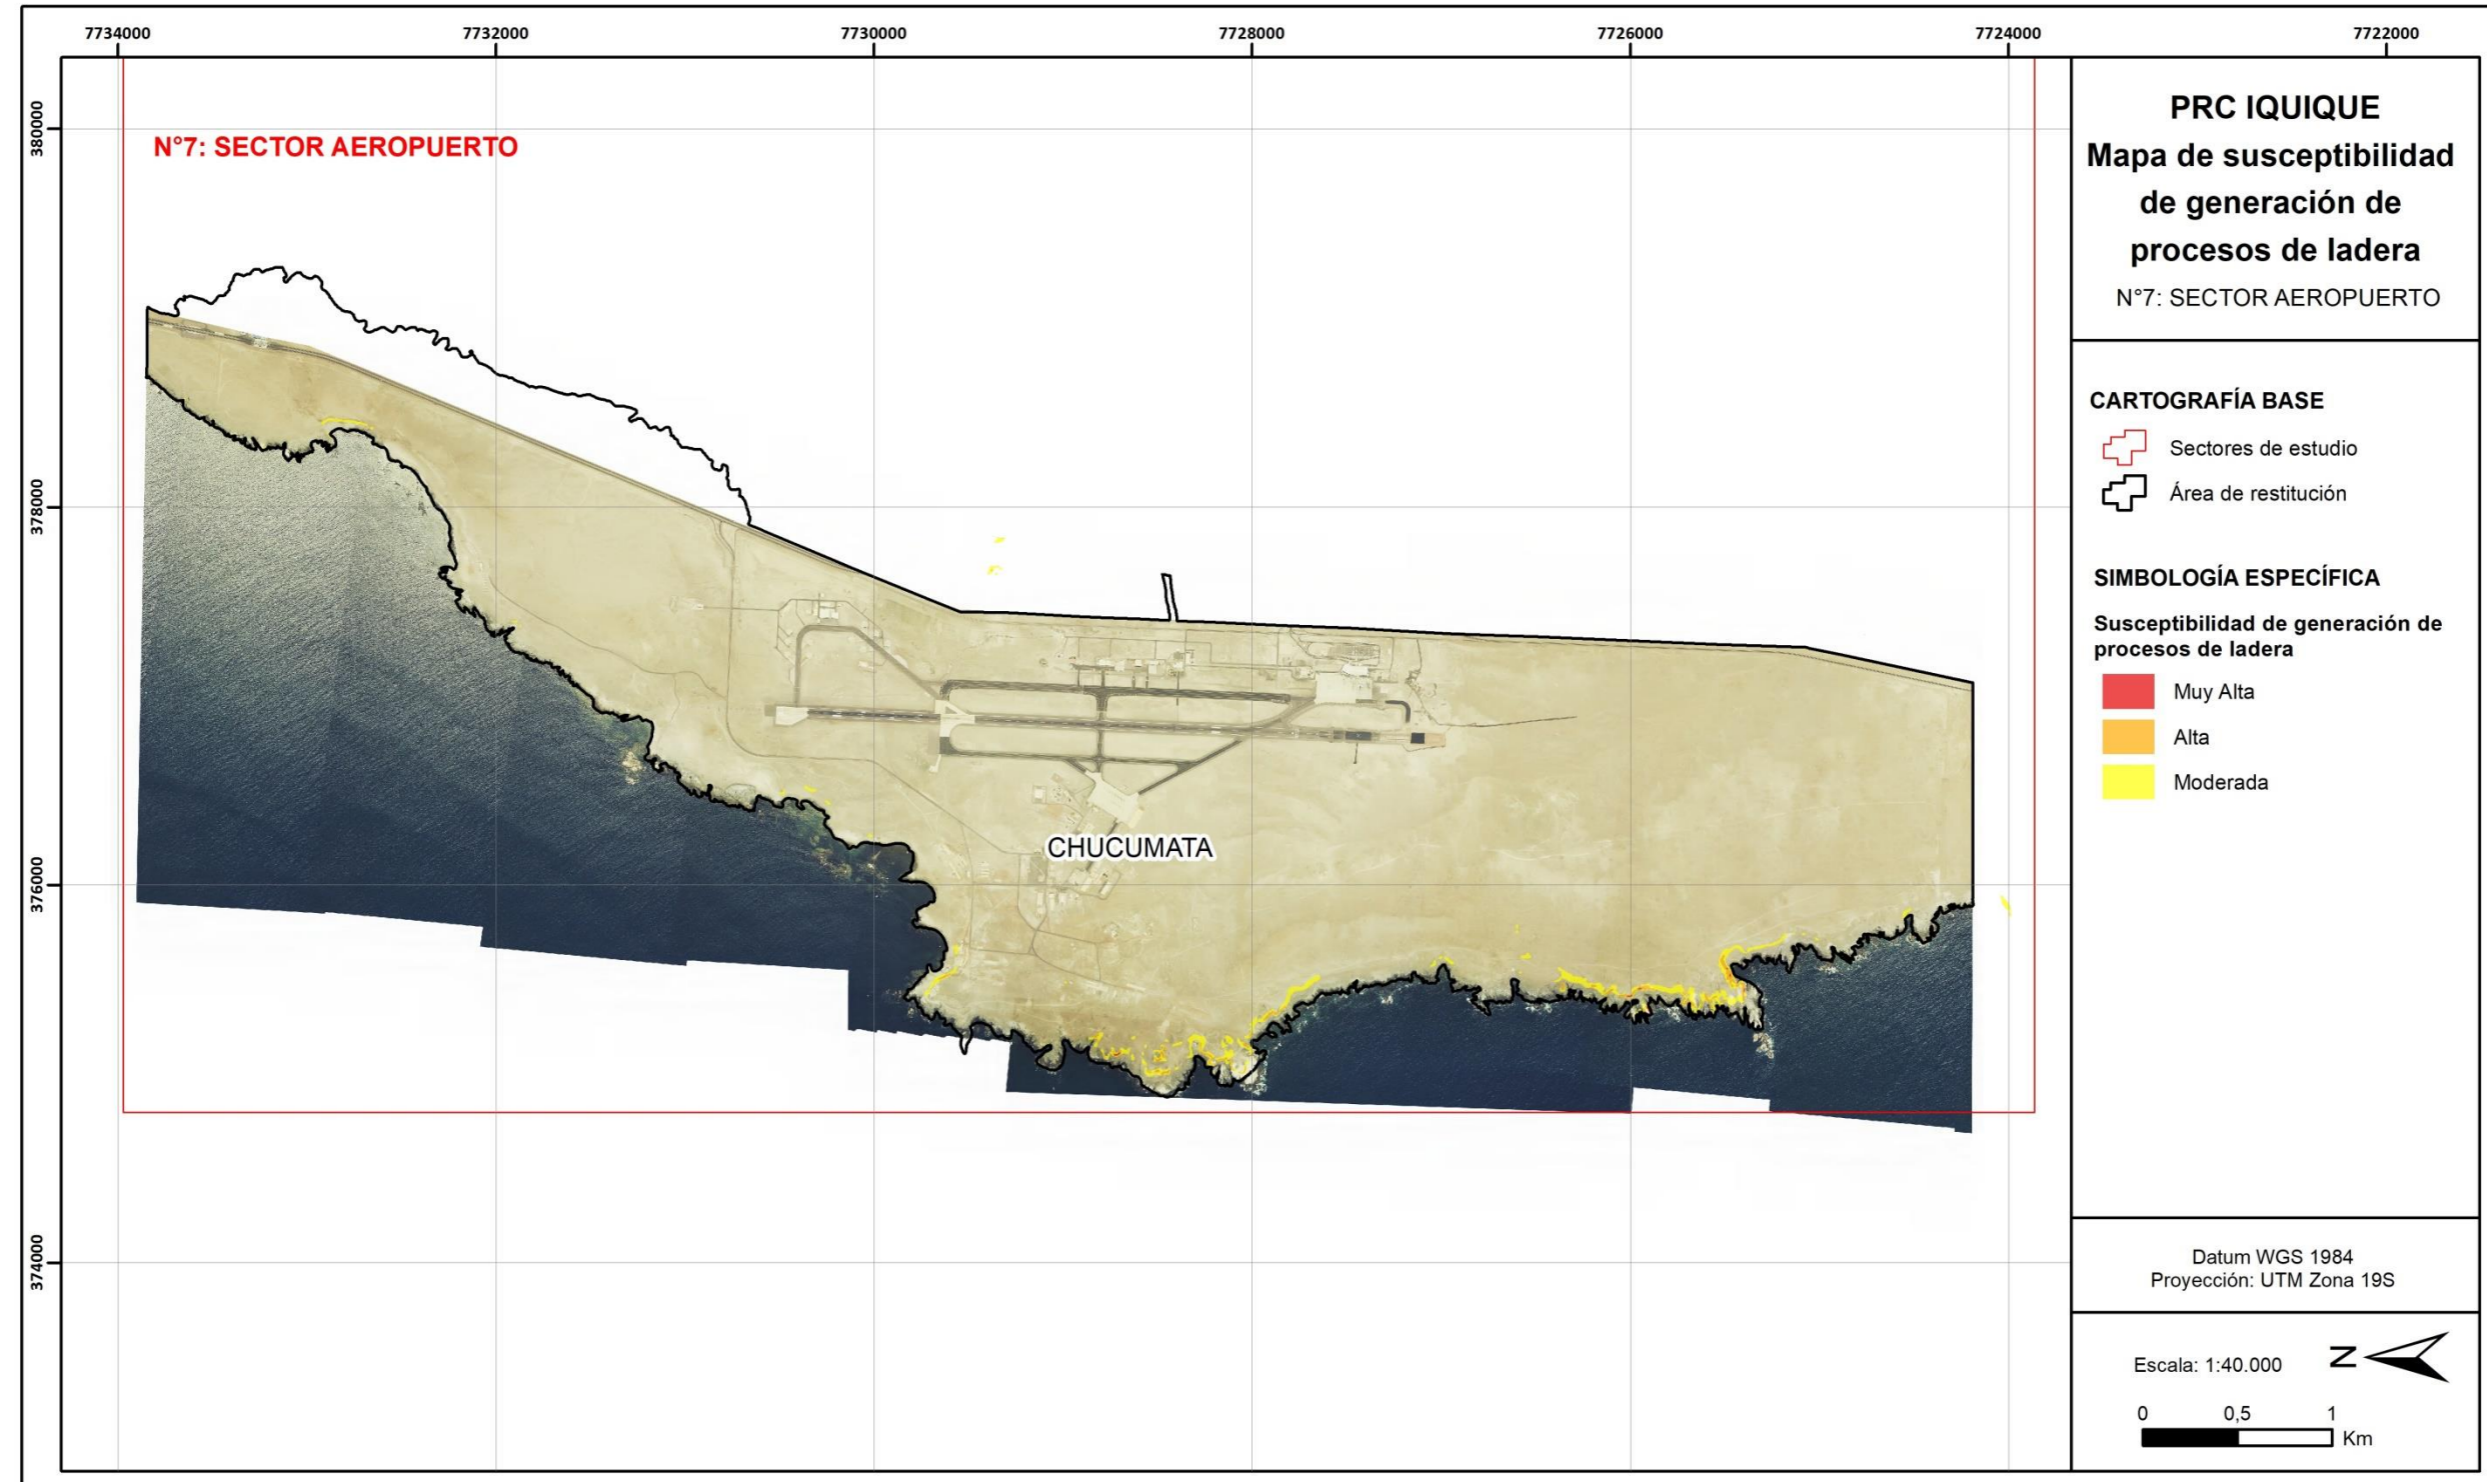 7734000
7732000
7730000
7728000
7726000
7724000
7722000
380000
378000
376000
374000
N°7: SECTOR AEROPUERTO
CHUCUMATA
PRC IQUIQUE
Mapa de susceptibilidad
de generación de
procesos de ladera
N°7: SECTOR AEROPUERTO
CARTOGRAFÍA BASE
Sectores de estudio
Área de restitución
SIMBOLOGÍA ESPECÍFICA
Susceptibilidad de generación de
procesos de ladera
Muy Alta
Alta
Moderada
Datum WGS 1984
Proyección: UTM Zona 19S
Escala: 1:40.000
N
0 0,5 1
Km